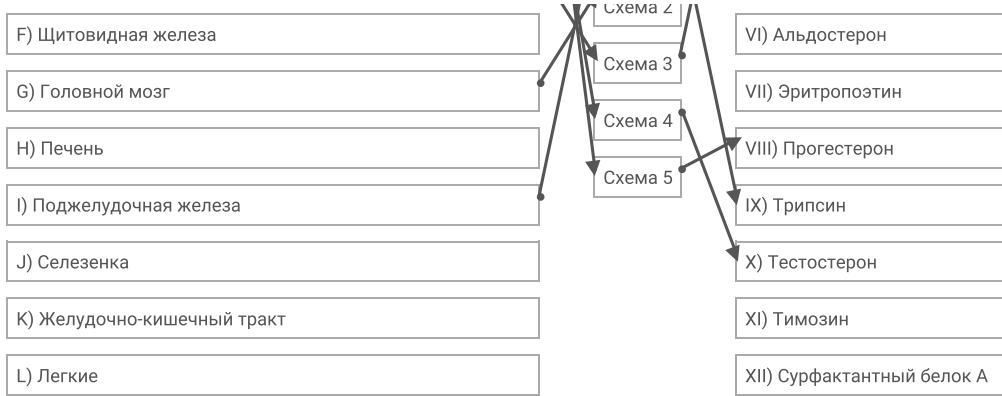 F) Щитовидная железа
G) Головной мозг
H) Печень
I) Поджелудочная железа
J) Селезенка
K) Желудочно-кишечный тракт
L) Легкие
Схема 2
Схема 3
Схема 4
Схема 5
VI) Альдостерон
VII) Эритропоэтин
VIII) Прогестерон
IX) Трипсин
X) Тестостерон
XI) Тимозин
XII) Сурфактантный белок А